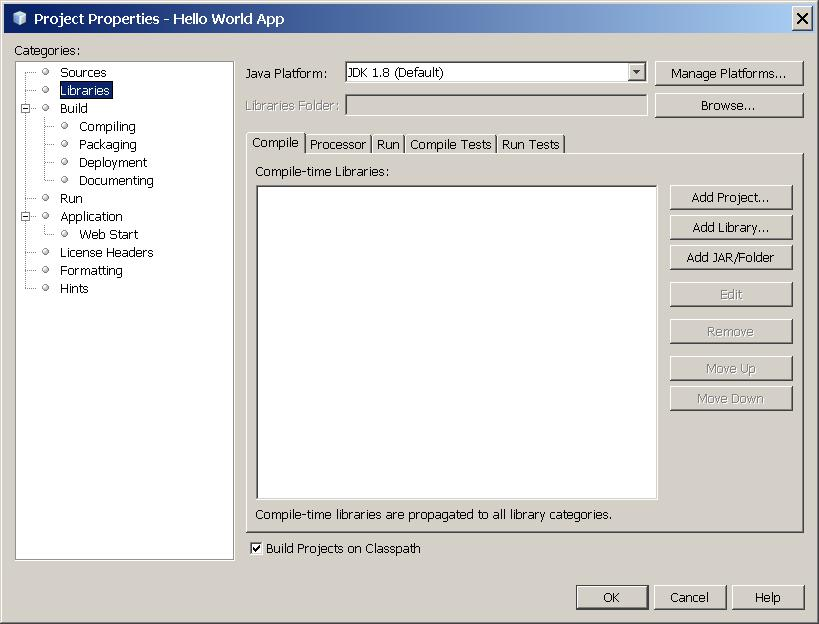 Project Properties - Hello World App
Categories:
Sources
Libraries
Build
Compiling
Packaging
Deployment
Documenting
Run
Application
Web Start
License Headers
Formatting
Hints
Java Platform: JDK 1.8 (Default) Manage Platforms...
Libraries Folder: Browse...
Compile Processor Run Compile Tests Run Tests
Compile-time Libraries:
Add Project...
Add Library...
Add JAR/Folder
Edit
Remove
Move Up
Move Down
Compile-time libraries are propagated to all library categories.
Build Projects on Classpath
OK Cancel Help